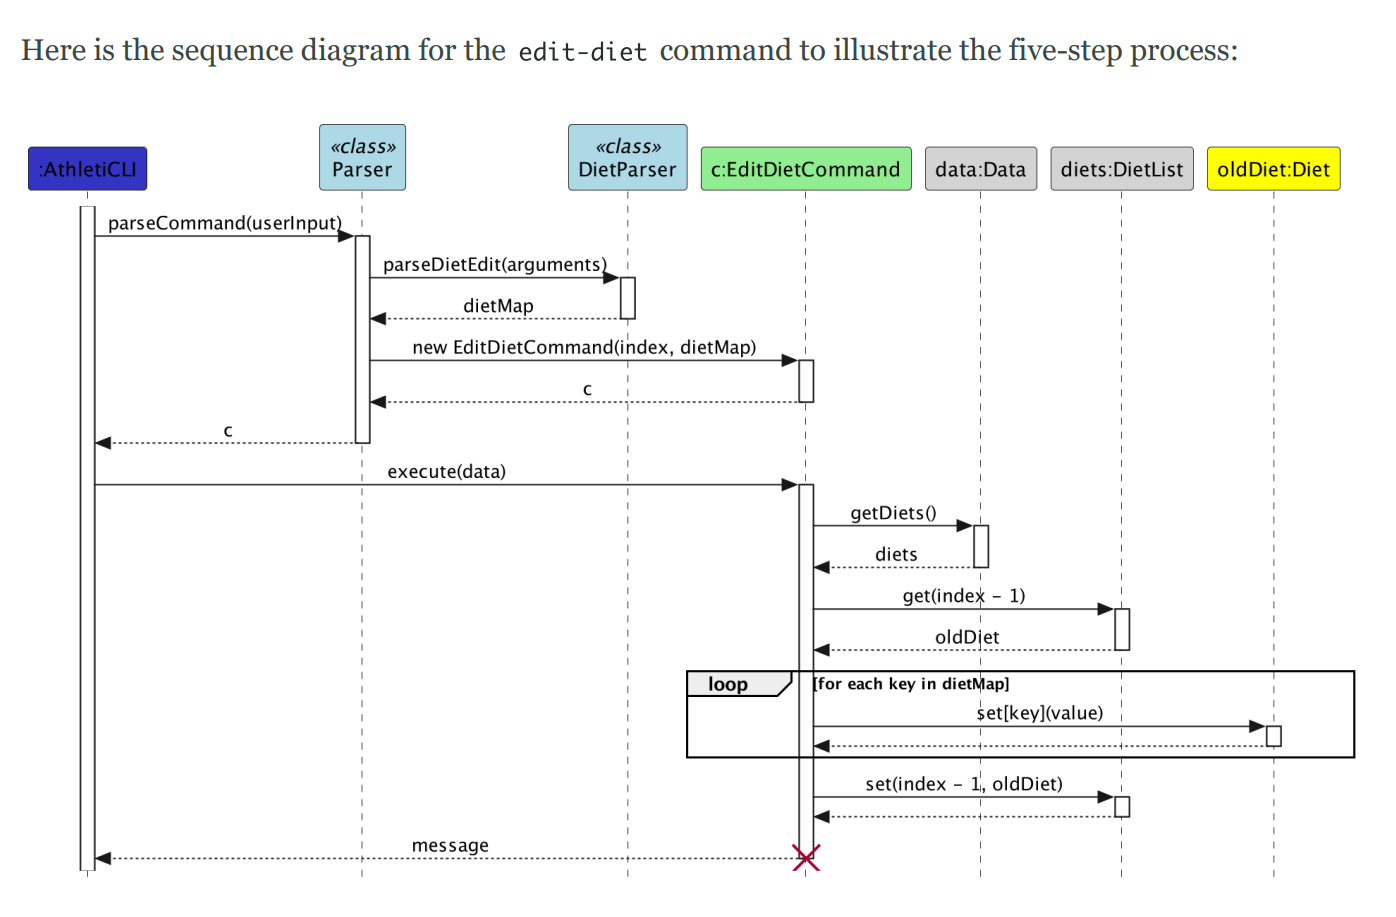 Here is the sequence diagram for the edit-diet command to illustrate the five-step process:
:AthletiCLI
«class»
Parser
«class»
DietParser
c:EditDietCommand
data:Data
diets:DietList
oldDiet:Diet
parseCommand(userInput)
parseDietEdit(arguments)
dietMap
new EditDietCommand(index, dietMap)
c
c
execute(data)
getDiets()
diets
get(index - 1)
oldDiet
loop
[for each key in dietMap]
set[key](value)
set(index - 1, oldDiet)
message